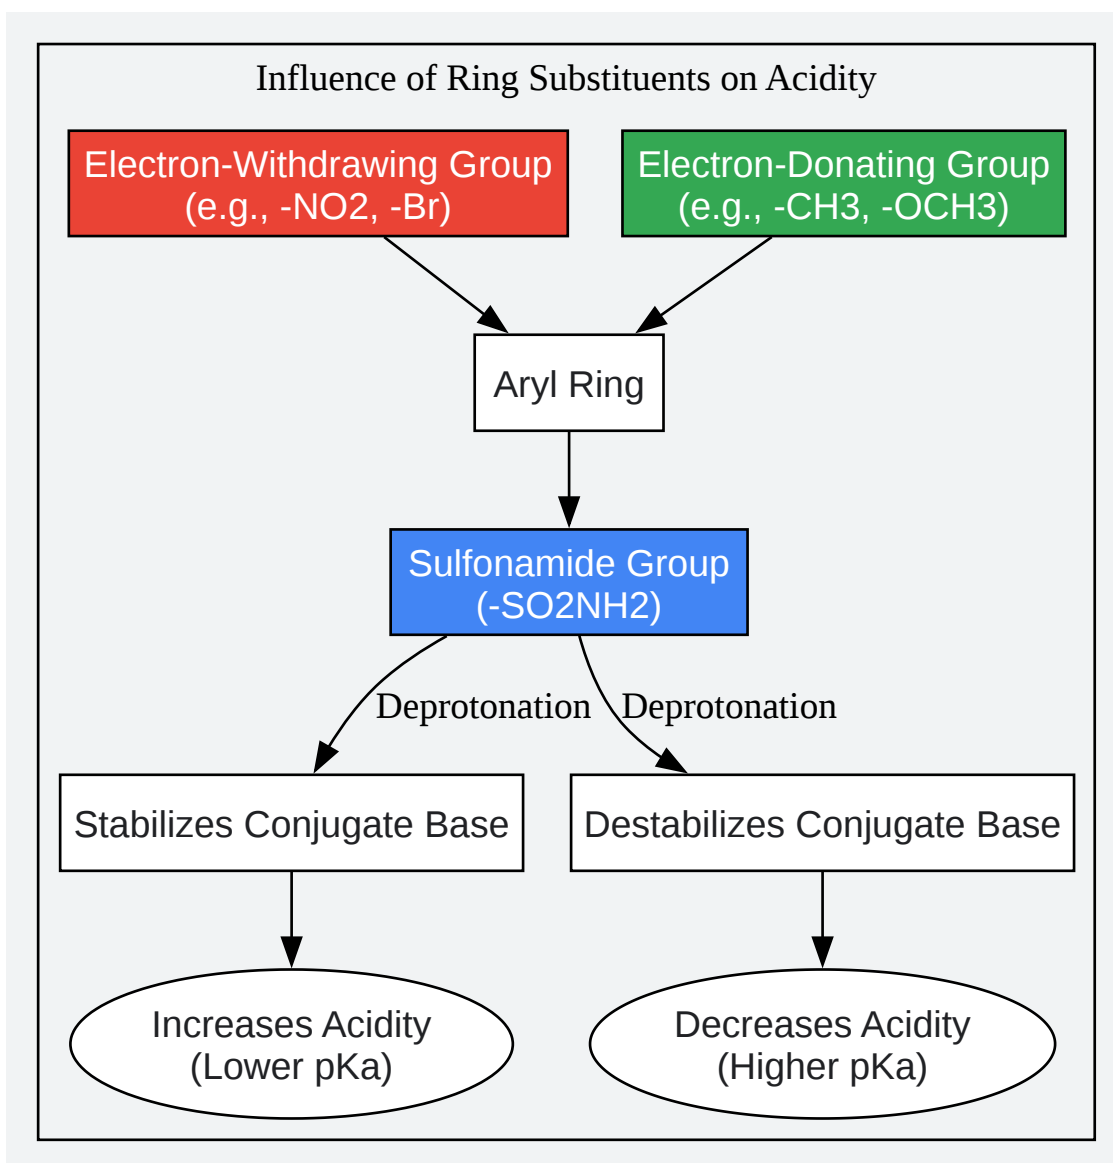 Influence of Ring Substituents on Acidity
Electron-Withdrawing Group
(e.g., -NO2, -Br)
Electron-Donating Group
(e.g., -CH3, -OCH3)
Aryl Ring
Sulfonamide Group
(-SO2NH2)
Deprotonation
Deprotonation
Stabilizes Conjugate Base
Destabilizes Conjugate Base
Increases Acidity
(Lower pKa)
Decreases Acidity
(Higher pKa)